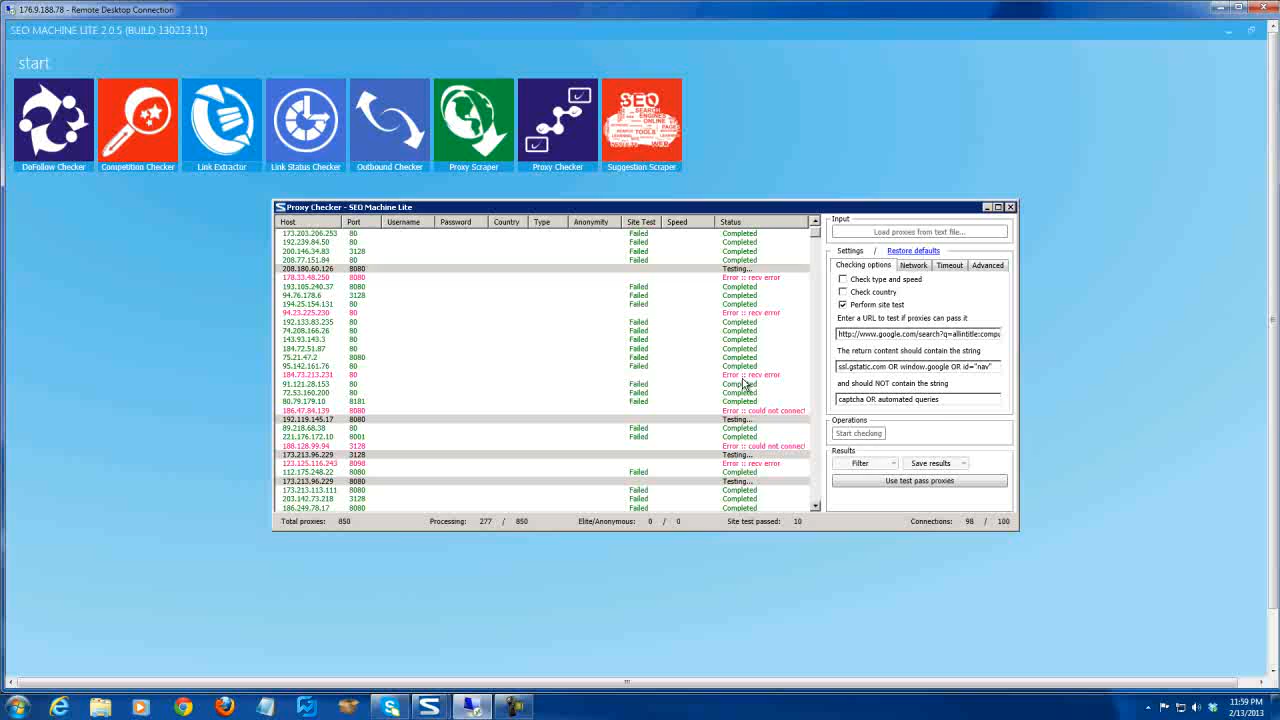 176.9.188.78 - Remote Desktop Connection
SEO MACHINE LITE 2.0.5 (BUILD 130213.11)
start
SEO
SEARCH
ENGINES
ONLINE
TOOLS
WEB
DoFollow Checker Competition Checker Link Extractor Link Status Checker Outbound Checker Proxy Scraper Proxy Checker Suggestion Scraper
Proxy Checker - SEO Machine Lite
Host Port Username Password Country Type Anonymity Site Test Speed Status
173.203.206.253 80 Failed Completed
192.239.84.50 80 Failed Completed
200.146.34.83 3128 Failed Completed
208.77.151.84 80 Failed Completed
208.180.60.126 8080 Testing...
178.33.48.250 8080 Error :: recv error
193.105.240.37 8080 Failed Completed
94.76.178.6 3128 Failed Completed
194.25.154.131 80 Failed Completed
94.23.225.230 80 Error :: recv error
192.133.83.235 80 Failed Completed
74.208.166.26 80 Failed Completed
143.93.143.3 80 Failed Completed
184.72.51.87 80 Failed Completed
75.21.47.2 8080 Failed Completed
95.142.161.76 80 Failed Completed
184.73.213.231 80 Error :: recv error
91.121.28.153 80 Failed Completed
72.53.160.200 80 Failed Completed
80.79.179.10 8181 Failed Completed
186.47.84.139 8080 Error :: could not connect
192.119.145.17 8080 Testing...
89.218.68.38 80 Failed Completed
221.176.172.10 8001 Failed Completed
188.128.99.94 3128 Error :: could not connect
173.213.96.229 3128 Testing...
123.125.116.243 8098 Error :: recv error
112.175.248.22 8080 Failed Completed
173.213.96.229 8080 Testing...
173.213.113.111 8080 Failed Completed
203.142.73.218 3128 Failed Completed
186.249.78.17 8080 Failed Completed
Total proxies: 850 Processing: 277 / 850 Elite/Anonymous: 0 / 0 Site test passed: 10 Connections: 98 / 100
Input
Load proxies from text file...
Settings / Restore defaults
Checking options Network Timeout Advanced
Check type and speed
Check country
Perform site test
Enter a URL to test if proxies can pass it
http://www.google.com/search?q=allintitle:compu
The return content should contain the string
ssl.gstatic.com OR window.google OR id="nav"
and should NOT contain the string
captcha OR automated queries
Operations
Start checking
Results
Filter Save results
Use test pass proxies
11:59 PM
2/13/2013